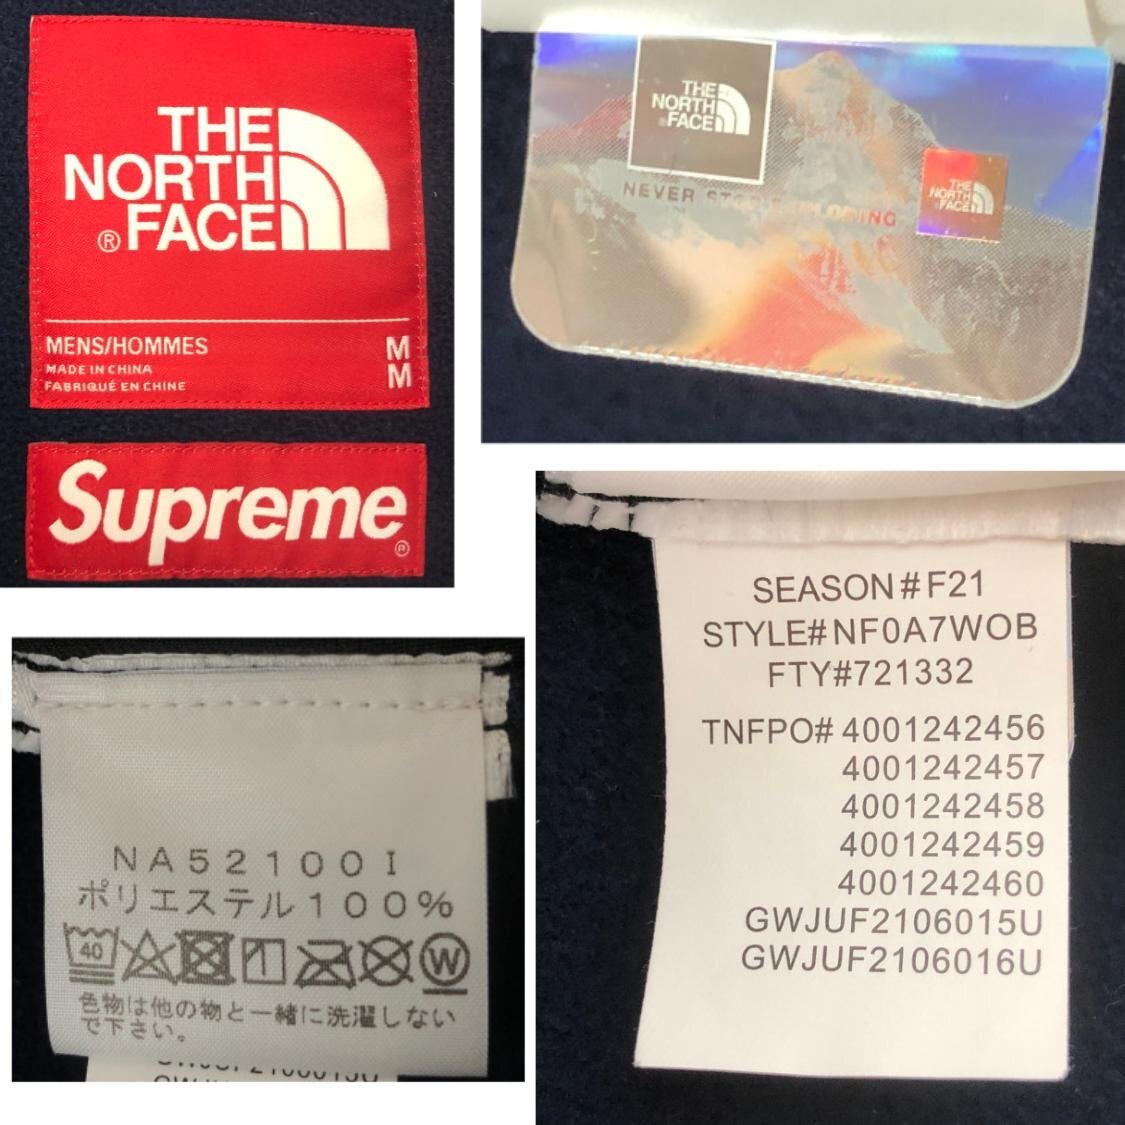 THE
NORTH
FACE
®
MENS/HOMMES M
MADE IN CHINA M
FABRIQUÉ EN CHINE
Supreme
®
THE
NORTH
FACE
NEVER STOP EXPLORING
THE
NORTH
FACE
SEASON#F21
STYLE#NF0A7WOB
FTY#721332
TNFPO# 4001242456
4001242457
4001242458
4001242459
4001242460
GWJUF2106015U
GWJUF2106016U
NA52100I
ポリエステル100%
40
W
色物は他の物と一緒に洗濯しない
で下さい。